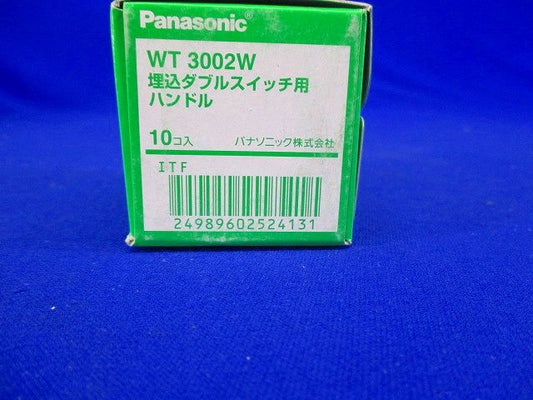 Panasonic®
WT 3002W
埋込ダブルスイッチ用
ハンドル
10コ入 パナソニック株式会社
ITF
24989602524131